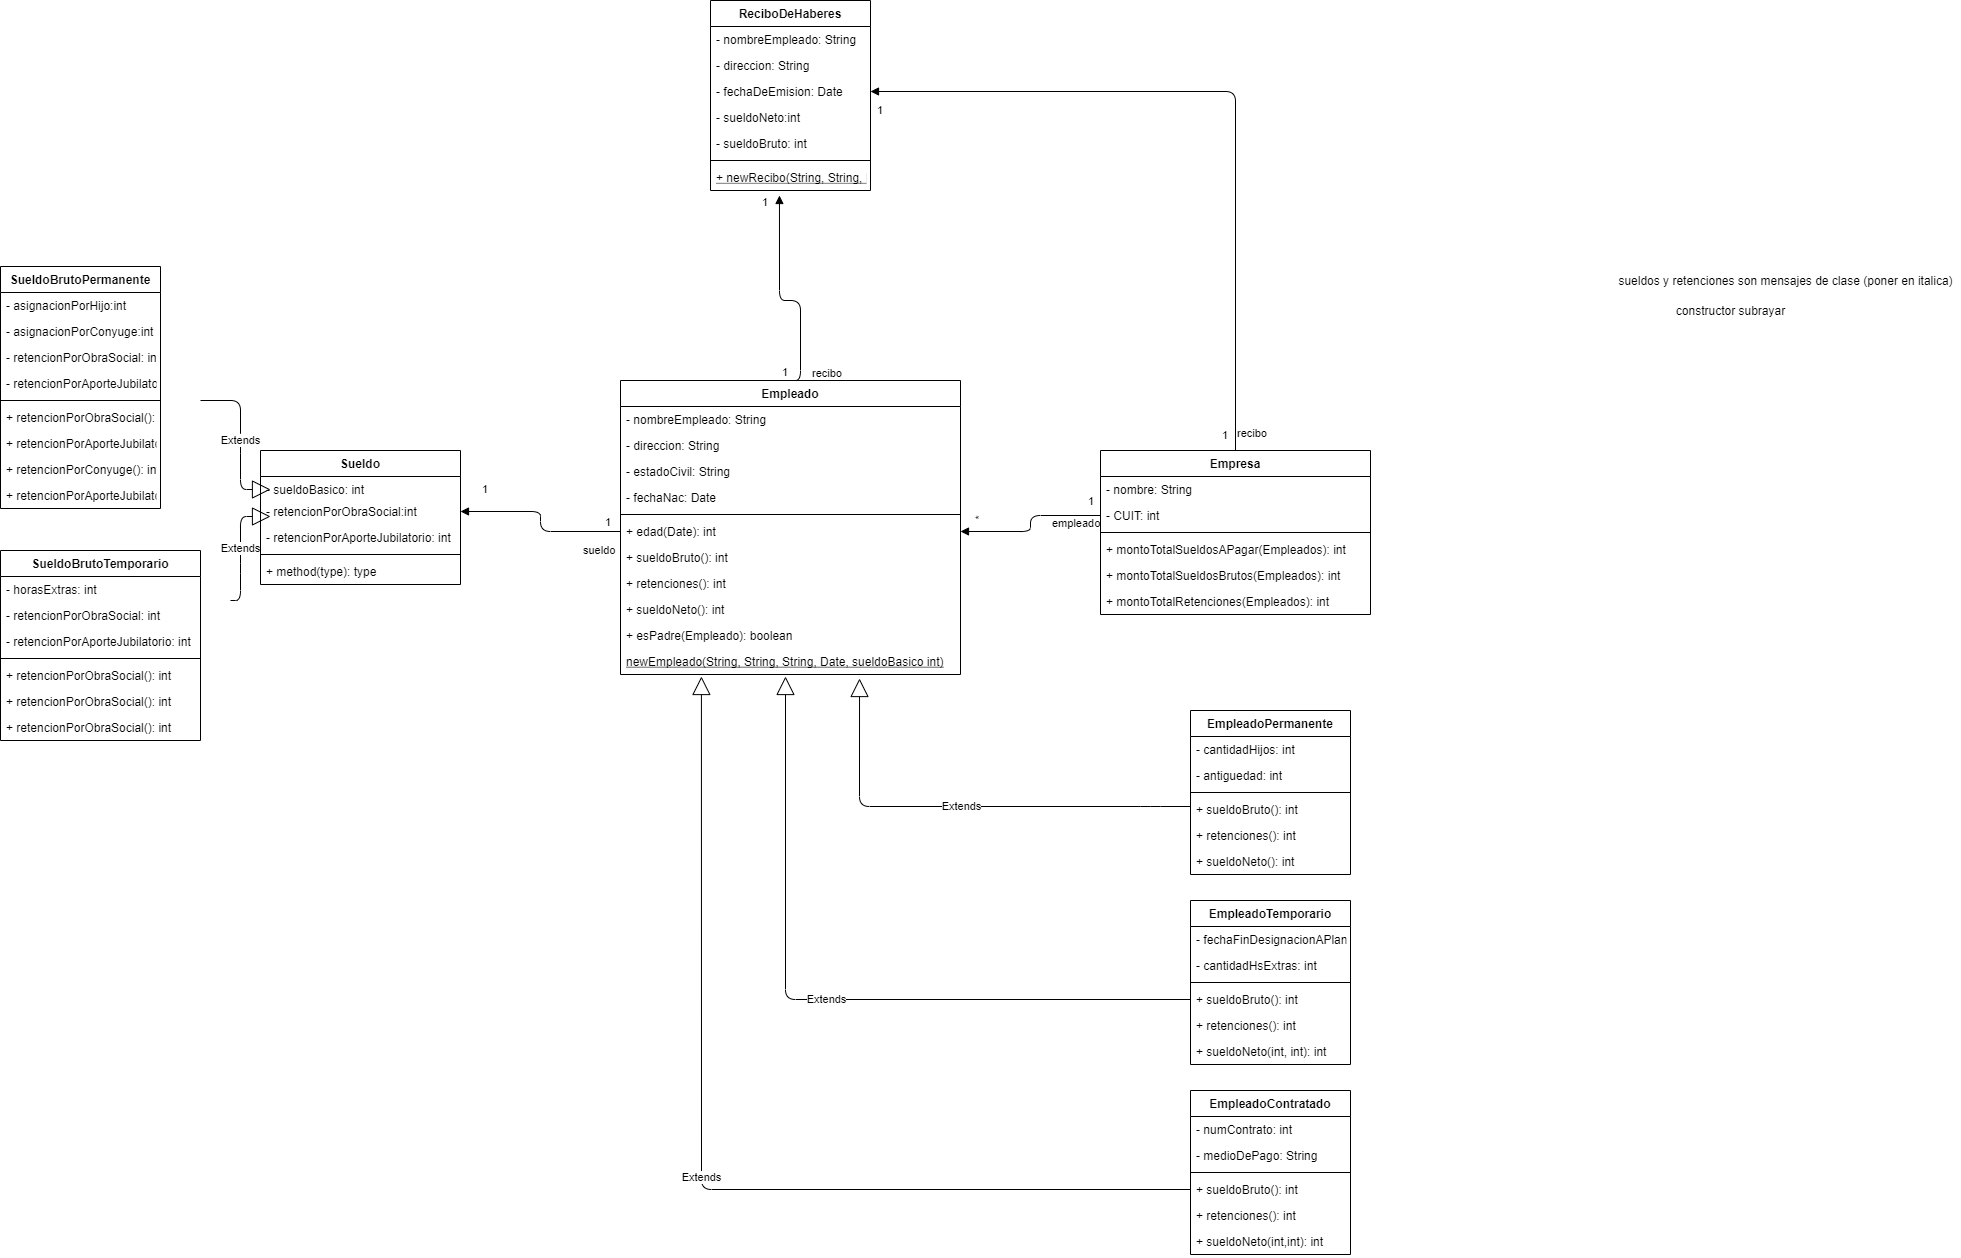 ReciboDeHaberes
- nombreEmpleado: String
- direccion: String
- fechaDeEmision: Date
- sueldoNeto:int
- sueldoBruto: int
+ newRecibo(String, String,
1
1
SueldoBrutoPermanente
- asignacionPorHijo:int
- asignacionPorConyuge:int
- retencionPorObraSocial: in
- retencionPorAporteJubilato
+ retencionPorObraSocial():
+ retencionPorAporteJubilat
+ retencionPorConyuge(): in
+ retencionPorAporteJubilat
sueldos y retenciones son mensajes de clase (poner en italica)
constructor subrayar
1
recibo
Empleado
- nombreEmpleado: String
- direccion: String
- estadoCivil: String
- fechaNac: Date
+ edad(Date): int
+ sueldoBruto(): int
+ retenciones(): int
+ sueldoNeto(): int
+ esPadre(Empleado): boolean
newEmpleado(String, String, String, Date, sueldoBasico int)
1
recibo
Empresa
- nombre: String
- CUIT: int
+ montoTotalSueldosAPagar(Empleados): int
+ montoTotalSueldosBrutos(Empleados): int
+ montoTotalRetenciones(Empleados): int
1
empleado
*
Extends
Sueldo
sueldoBasico: int
- retencionPorObraSocial:int
- retencionPorAporteJubilatorio: int
+ method(type): type
1
1
sueldo
Extends
SueldoBrutoTemporario
- horasExtras: int
- retencionPorObraSocial: int
- retencionPorAporteJubilatorio: int
+ retencionPorObraSocial(): int
+ retencionPorObraSocial(): int
+ retencionPorObraSocial(): int
EmpleadoPermanente
- cantidadHijos: int
- antiguedad: int
+ sueldoBruto(): int
+ retenciones(): int
+ sueldoNeto(): int
Extends
EmpleadoTemporario
- fechaFinDesignacionAPlan
- cantidadHsExtras: int
+ sueldoBruto(): int
+ retenciones(): int
+ sueldoNeto(int, int): int
Extends
EmpleadoContratado
- numContrato: int
- medioDePago: String
+ sueldoBruto(): int
+ retenciones(): int
+ sueldoNeto(int,int): int
Extends